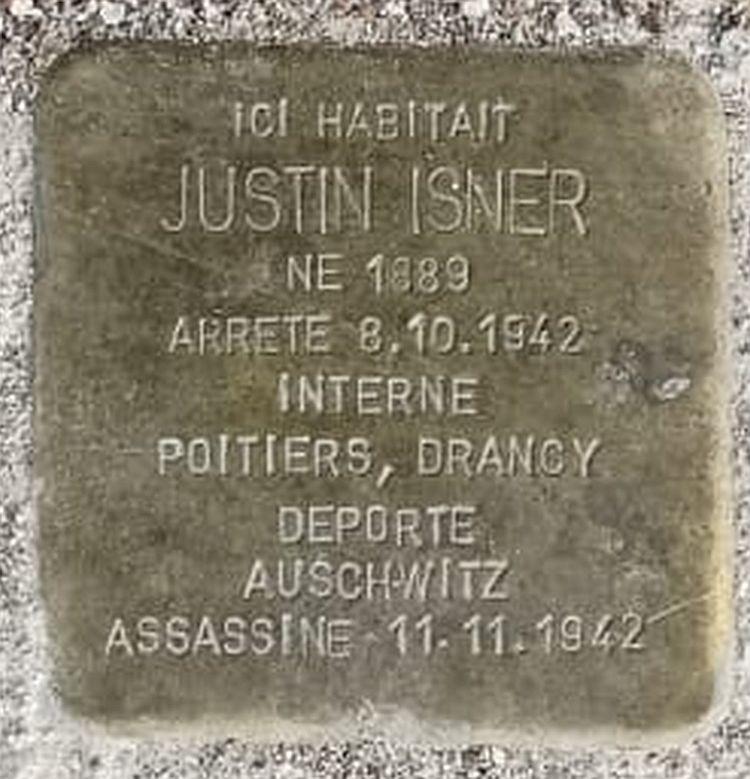 ICI HABITAIT
JUSTIN ISNER
NE 1889
ARRETE 8.10.1942
INTERNE
POITIERS, DRANCY
DEPORTE
AUSCHWITZ
ASSASSINE 11.11.1942